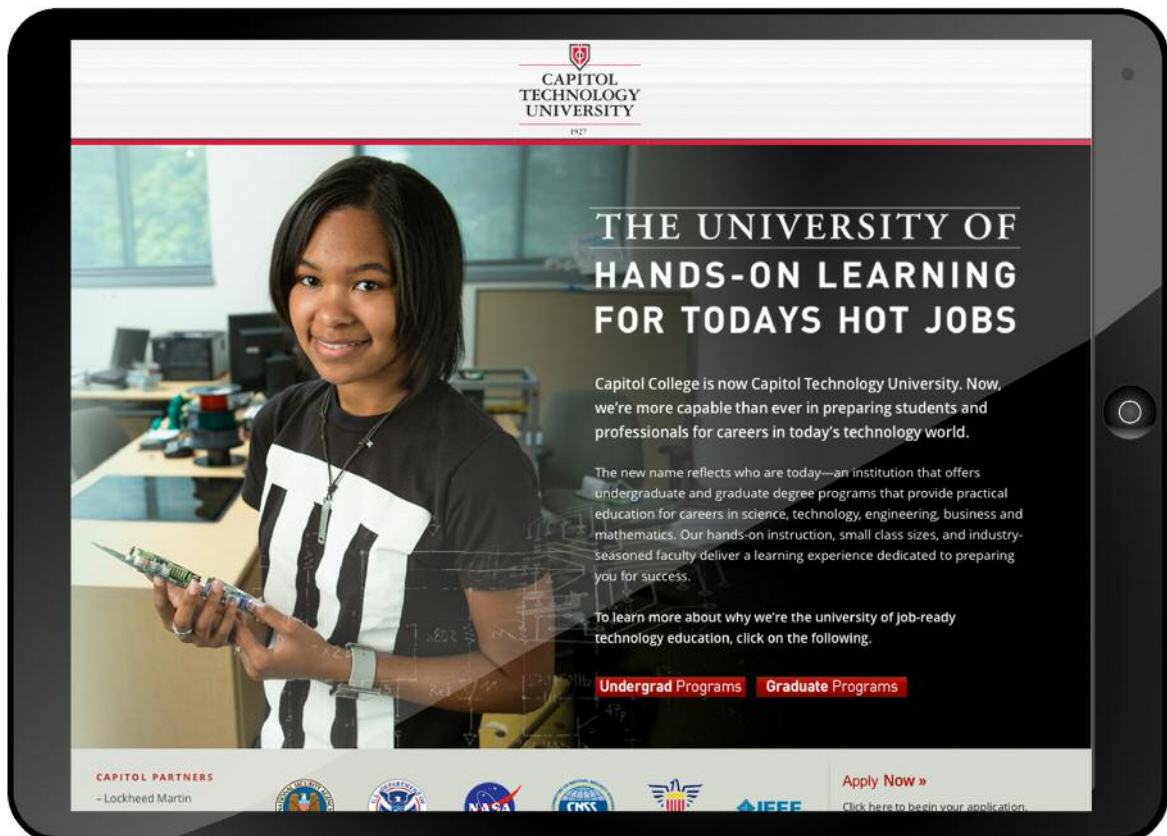 CAPITOL
TECHNOLOGY
UNIVERSITY
1927
THE UNIVERSITY OF
HANDS-ON LEARNING
FOR TODAYS HOT JOBS
Capitol College is now Capitol Technology University. Now,
we're more capable than ever in preparing students and
professionals for careers in today's technology world.
The new name reflects who are today—an institution that offers
undergraduate and graduate degree programs that provide practical
education for careers in science, technology, engineering, business and
mathematics. Our hands-on instruction, small class sizes, and industry-
seasoned faculty deliver a learning experience dedicated to preparing
you for success.
To learn more about why we're the university of job-ready
technology education, click on the following.
Undergrad Programs
Graduate Programs
CAPITOL PARTNERS
– Lockheed Martin
NASA
CNSS
IEEE
Apply Now »
Click here to begin your application.